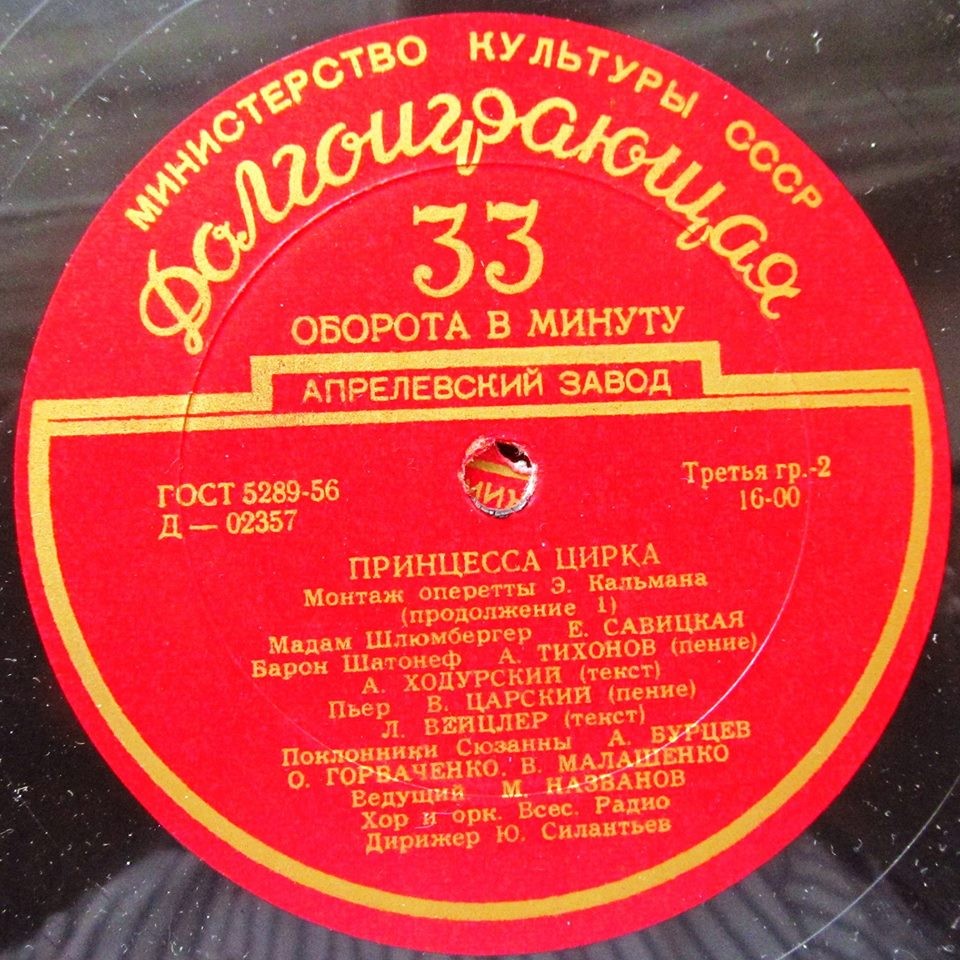 МИНИСТЕРСТВО КУЛЬТУРЫ СССР
Долгоиграющая
33
ОБОРОТА В МИНУТУ
АПРЕЛЕВСКИЙ ЗАВОД
ГОСТ 5289-56
Д — 02357
Третья гр.-2
16-00
ПРИНЦЕССА ЦИРКА
Монтаж оперетты Э. Кальмана
(продолжение 1)
Мадам Шлюмбергер Е. САВИЦКАЯ
Барон Шатонеф А. ТИХОНОВ (пение)
А. ХОДУРСКИЙ (текст)
Пьер В. ЦАРСКИЙ (пение)
Л. ВЕЙЦЛЕР (текст)
Поклонники Сюзанны А. БУРЦЕВ
О. ГОРВАЧЕНКО, В. МАЛАШЕНКО
Ведущий М. НАЗВАНОВ
Хор и орк. Всес. Радио
Дирижер Ю. Силантьев